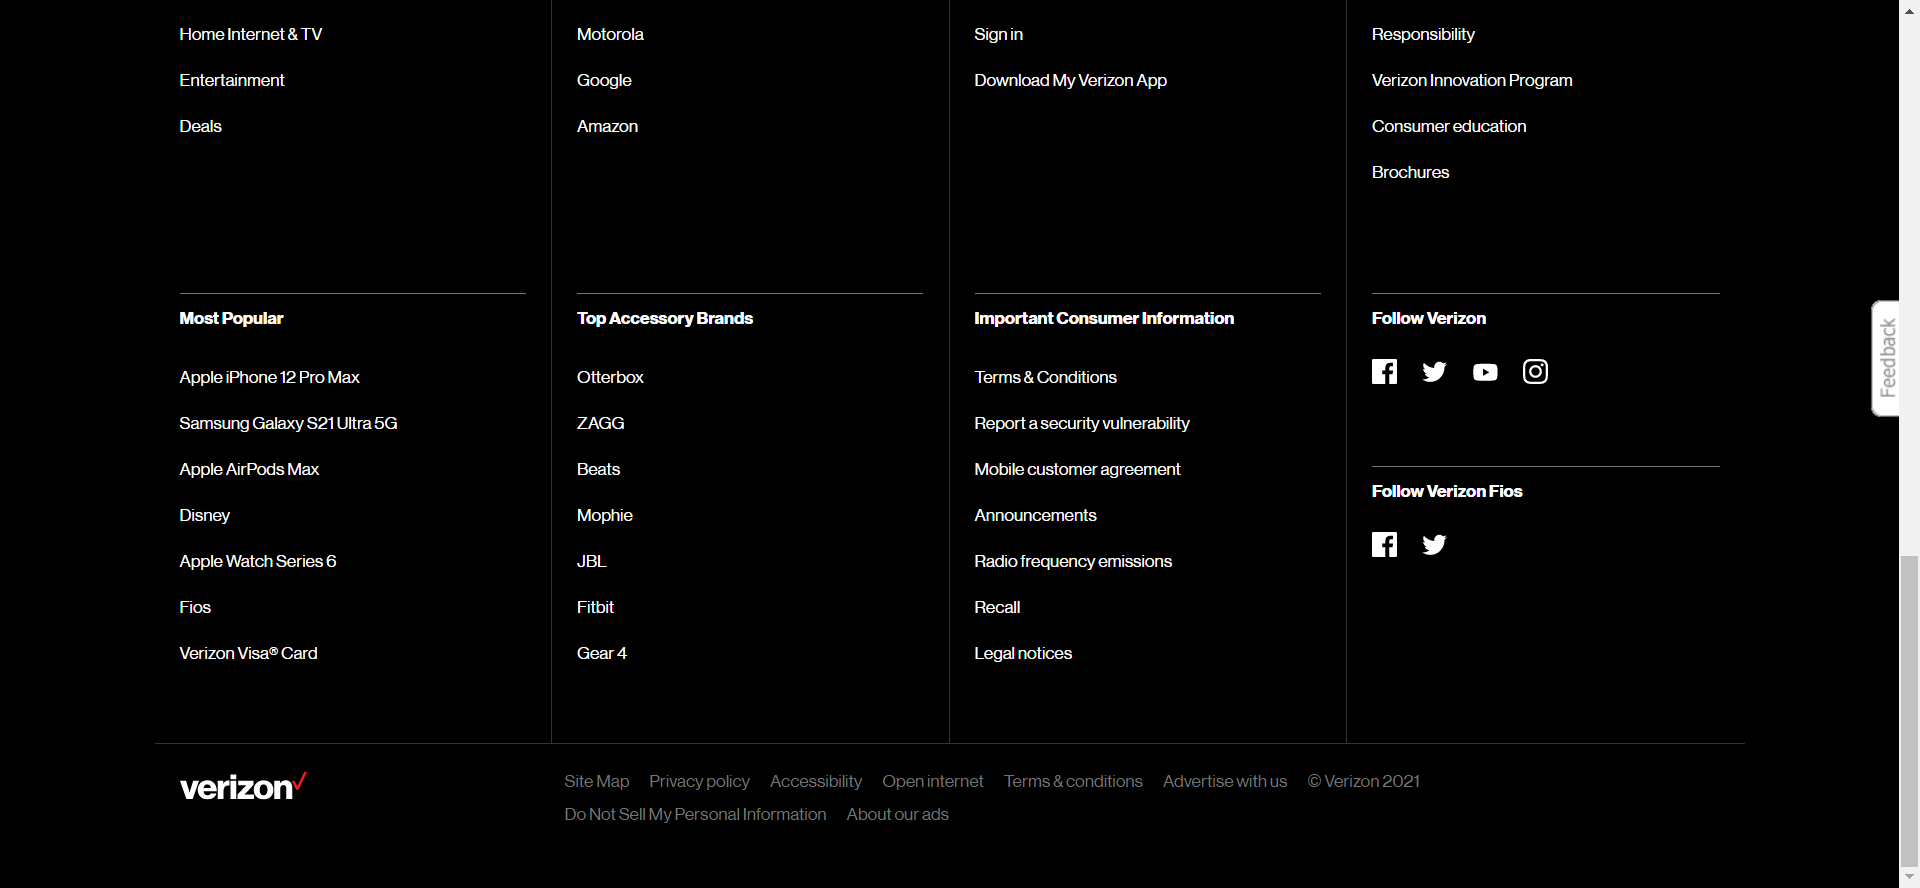 Home Internet & TV
Entertainment
Deals
Motorola
Google
Amazon
Sign in
Download My Verizon App
Responsibility
Verizon Innovation Program
Consumer education
Brochures
Most Popular
Apple iPhone 12 Pro Max
Samsung Galaxy S21 Ultra 5G
Apple AirPods Max
Disney
Apple Watch Series 6
Fios
Verizon Visa® Card
Top Accessory Brands
Otterbox
ZAGG
Beats
Mophie
JBL
Fitbit
Gear 4
Important Consumer Information
Terms & Conditions
Report a security vulnerability
Mobile customer agreement
Announcements
Radio frequency emissions
Recall
Legal notices
Follow Verizon
Follow Verizon Fios
Feedback
verizon
Site Map Privacy policy Accessibility Open internet Terms & conditions Advertise with us © Verizon 2021
Do Not Sell My Personal Information About our ads